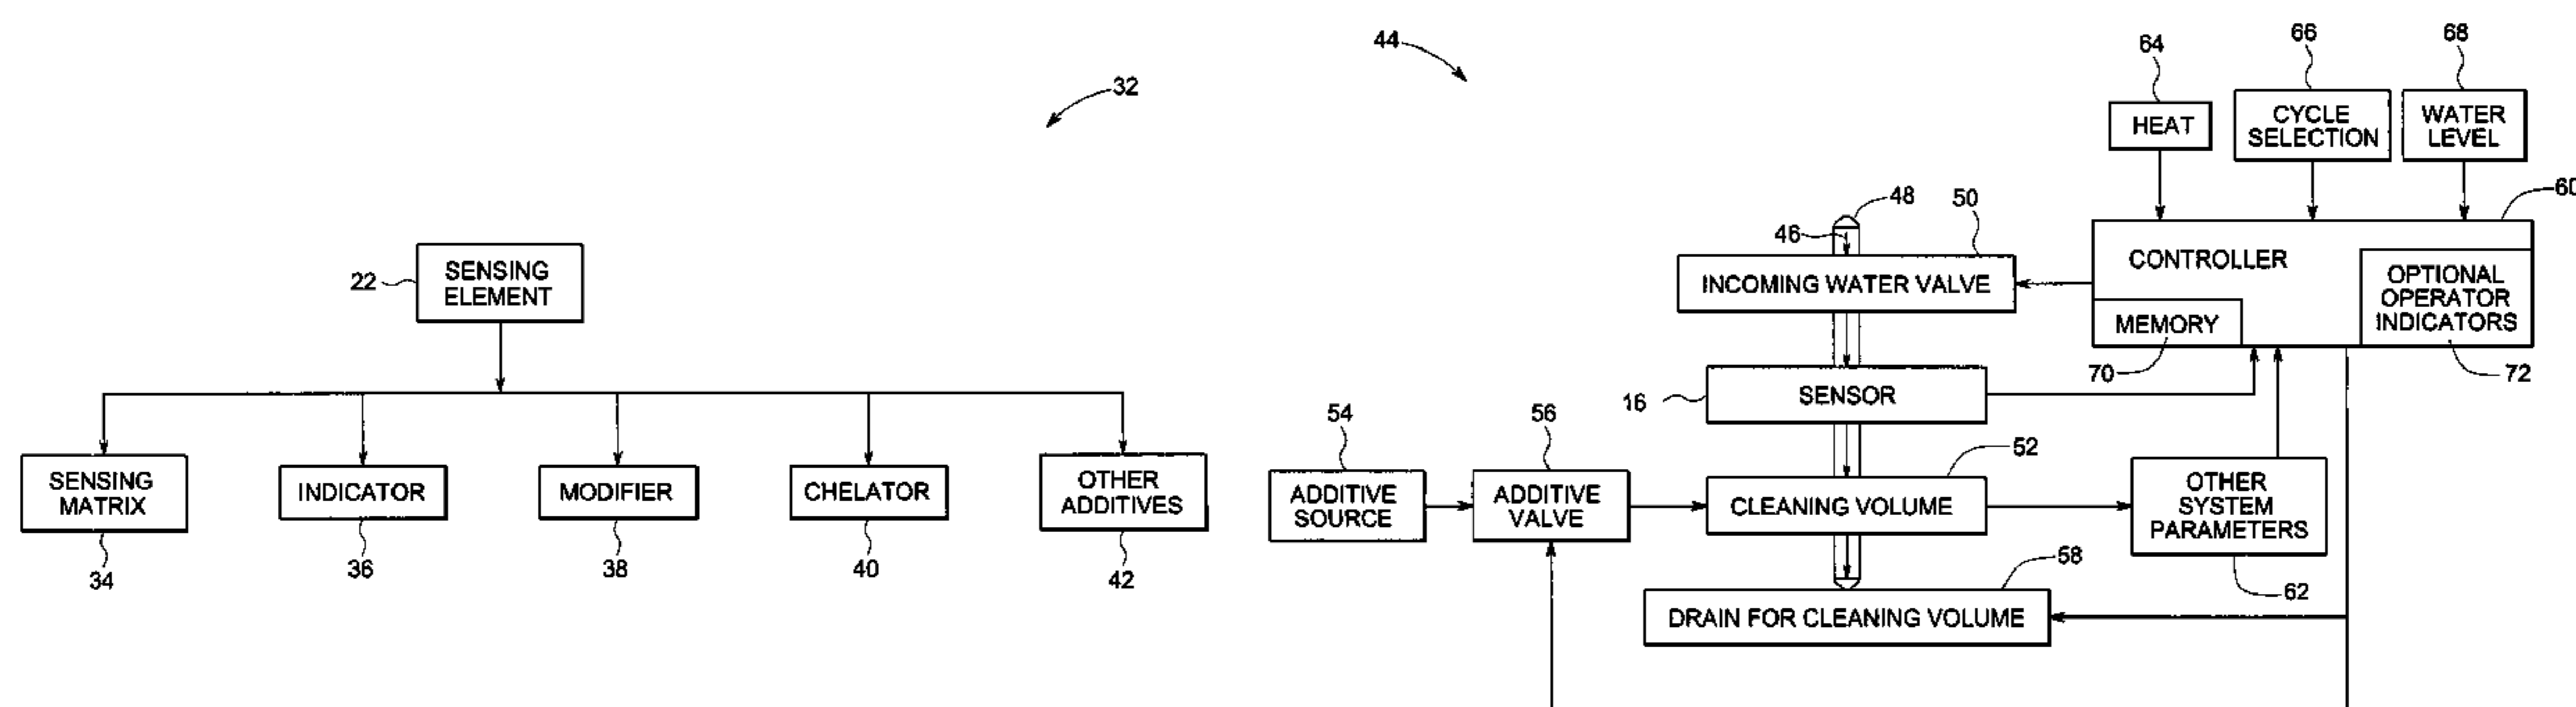 32
22
SENSING
ELEMENT
SENSING
MATRIX
34
INDICATOR
36
MODIFIER
38
CHELATOR
40
OTHER
ADDITIVES
42
44
64
HEAT
66
CYCLE
SELECTION
68
WATER
LEVEL
60
CONTROLLER
MEMORY
70
OPTIONAL
OPERATOR
INDICATORS
72
48
46
50
INCOMING WATER VALVE
16
SENSOR
54
ADDITIVE
SOURCE
56
ADDITIVE
VALVE
52
CLEANING VOLUME
OTHER
SYSTEM
PARAMETERS
62
58
DRAIN FOR CLEANING VOLUME